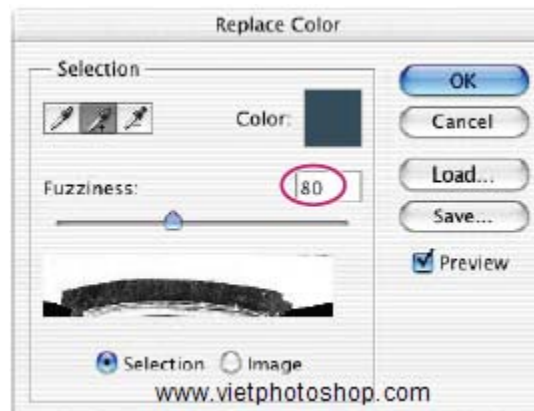 Replace Color
Selection
Color:
Fuzziness:
80
Selection
Image
OK
Cancel
Load...
Save...
Preview
www.vietphotoshop.com